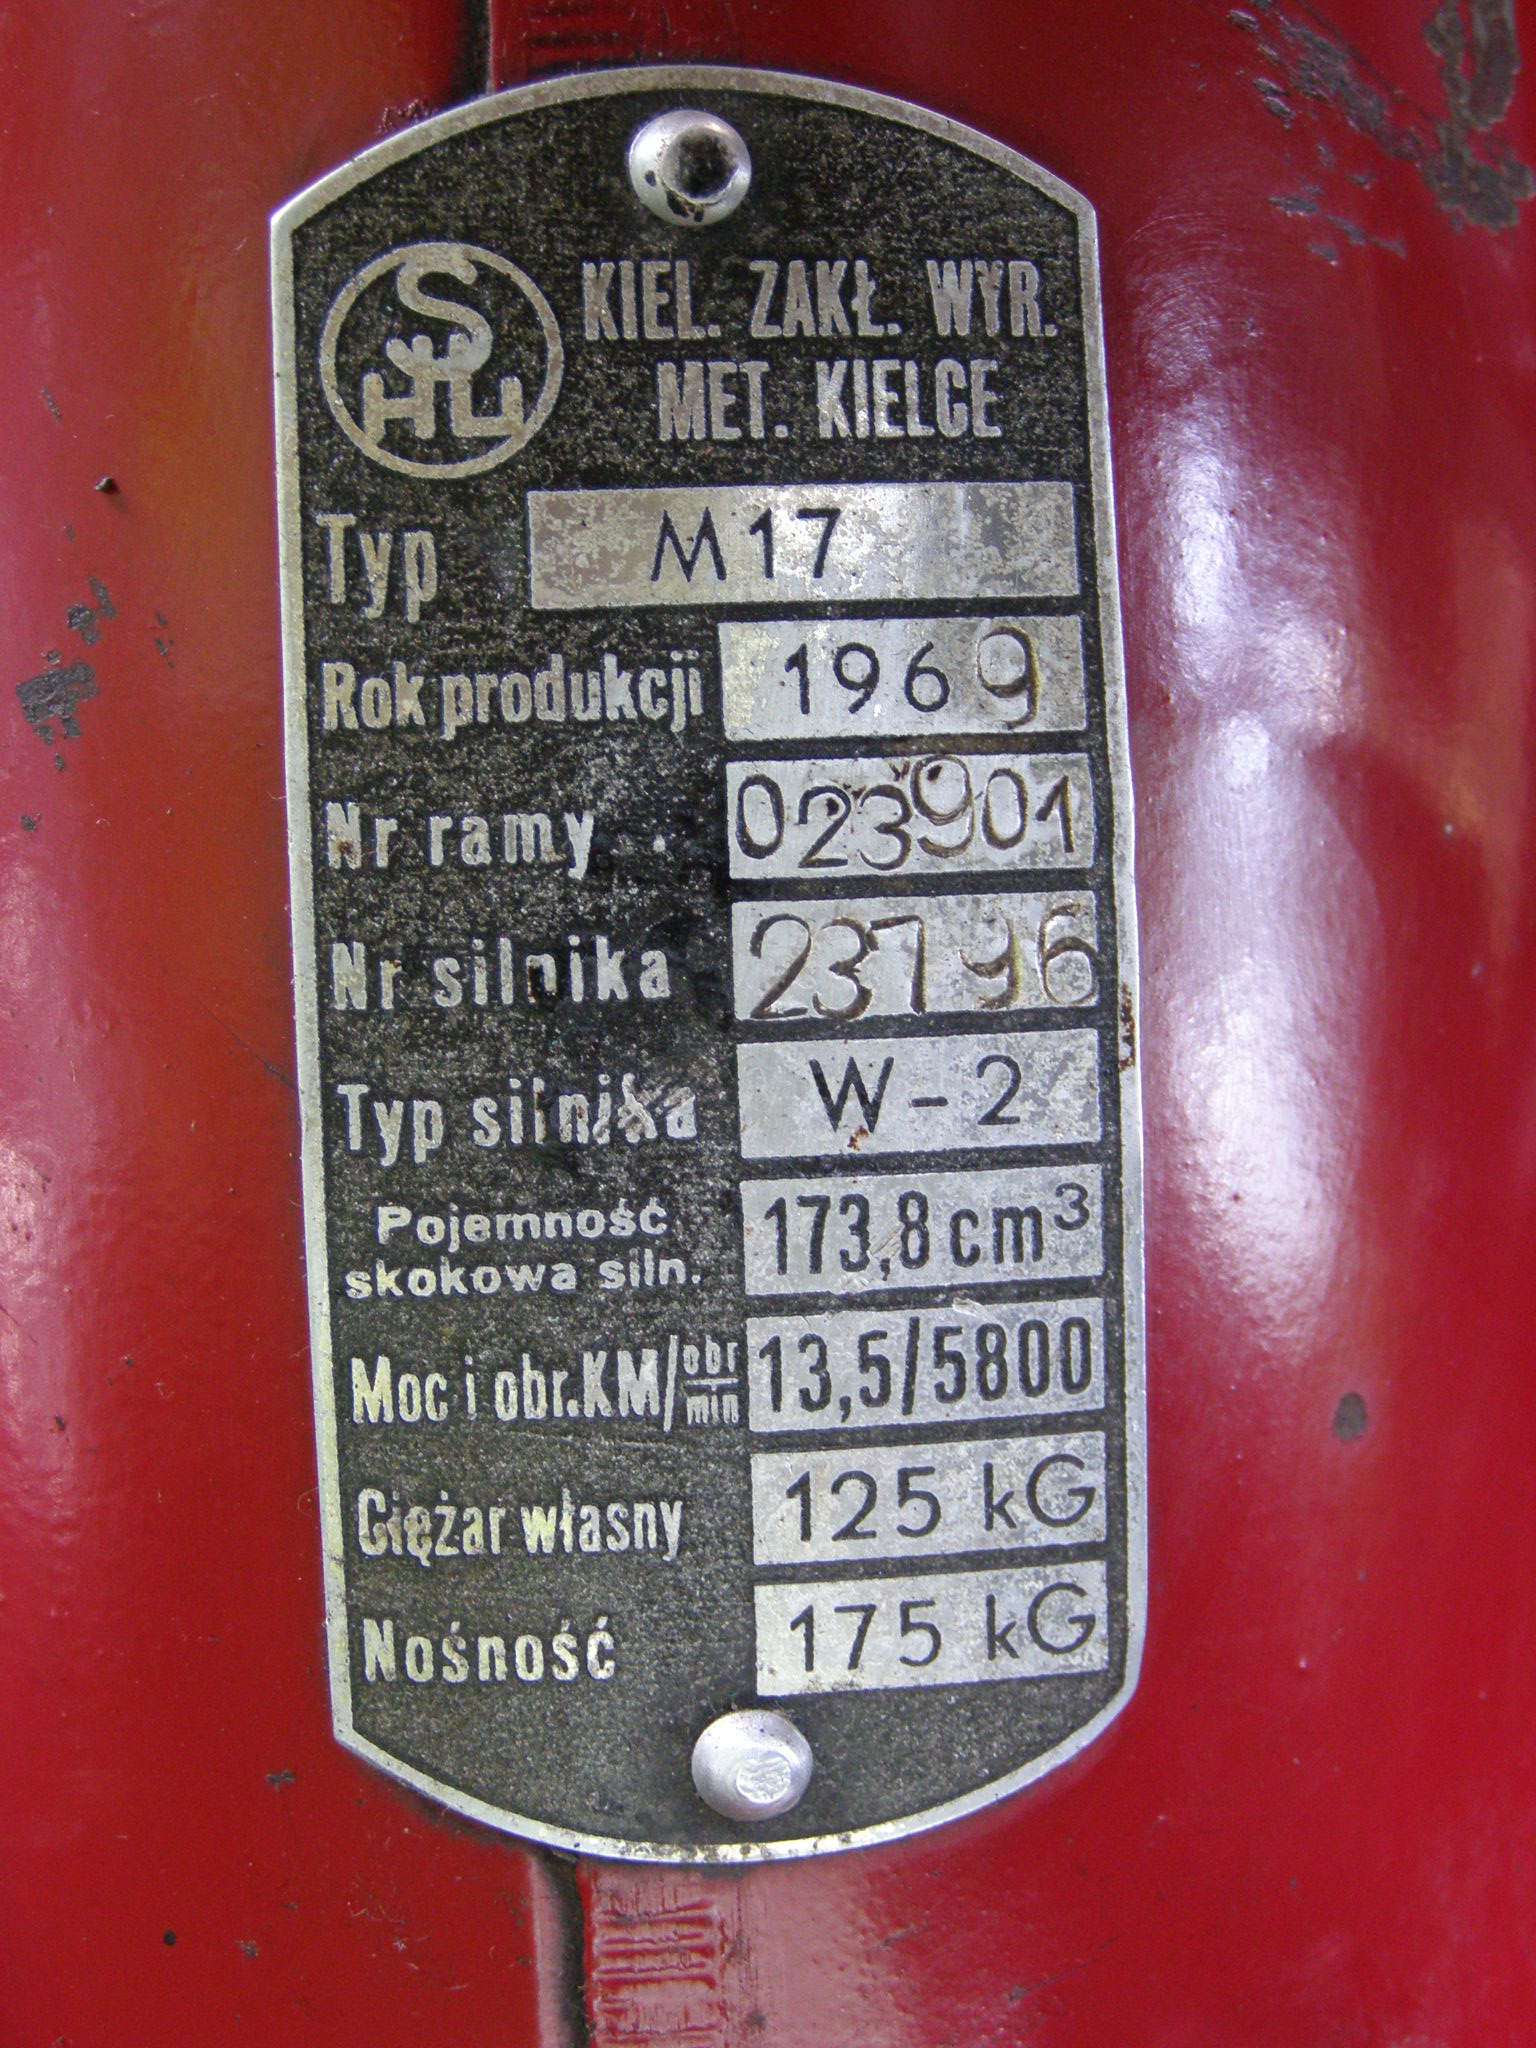 SHL
KIEL. ZAKŁ. WYR.
MET. KIELCE
Typ M17
Rok produkcji 1969
Nr ramy 023901
Nr silnika 23796
Typ silnika W-2
Pojemność
skokowa siln. 173,8 cm³
Moc i obr. KM/obr/min 13,5/5800
Ciężar własny 125 kG
Nośność 175 kG